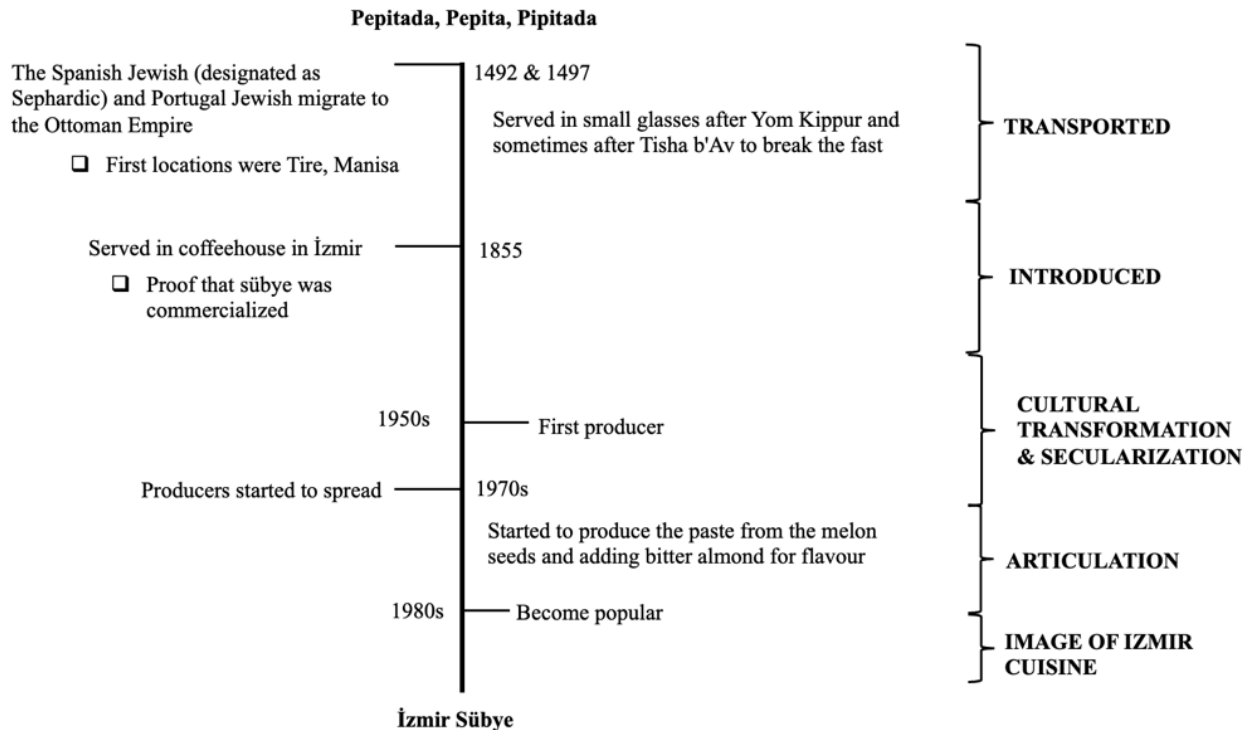 Pepitada, Pepita, Pipitada
The Spanish Jewish (designated as
Sephardic) and Portugal Jewish migrate to
the Ottoman Empire
❑ First locations were Tire, Manisa
1492 & 1497
Served in small glasses after Yom Kippur and
sometimes after Tisha b'Av to break the fast
TRANSPORTED
Served in coffeehouse in İzmir
❑ Proof that sübye was
commercialized
1855
INTRODUCED
1950s
First producer
CULTURAL
TRANSFORMATION
& SECULARIZATION
Producers started to spread
1970s
Started to produce the paste from the melon
seeds and adding bitter almond for flavour
ARTICULATION
1980s
Become popular
IMAGE OF IZMIR
CUISINE
İzmir Sübye